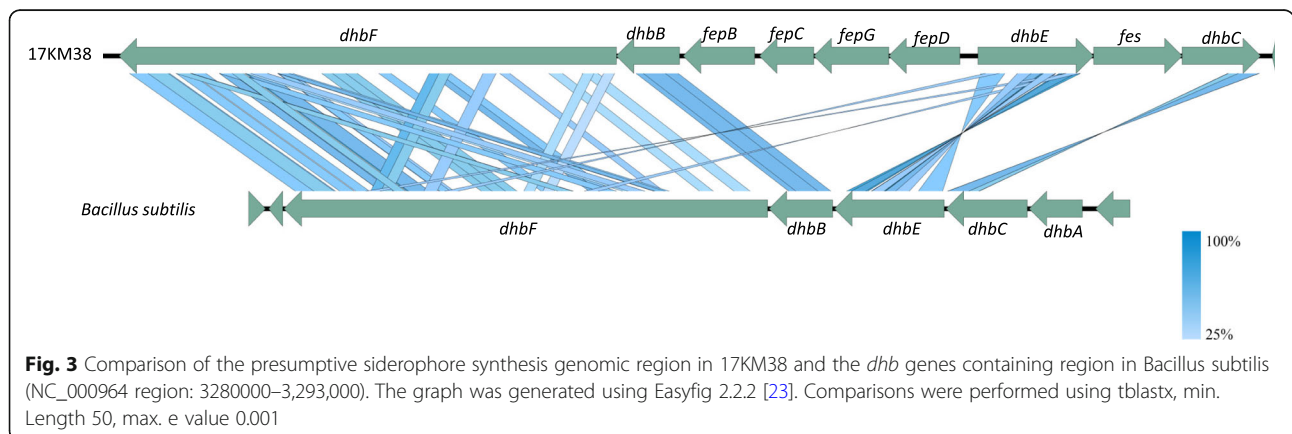 dhbF dhbB fepB fepC fepG fepD dhbE fes dhbC
17KM38
Bacillus subtilis
dhbF dhbB dhbE dhbC dhbA
100%
25%
Fig. 3 Comparison of the presumptive siderophore synthesis genomic region in 17KM38 and the dhb genes containing region in Bacillus subtilis
(NC_000964 region: 3280000–3,293,000). The graph was generated using Easyfig 2.2.2 [23]. Comparisons were performed using tblastx, min.
Length 50, max. e value 0.001